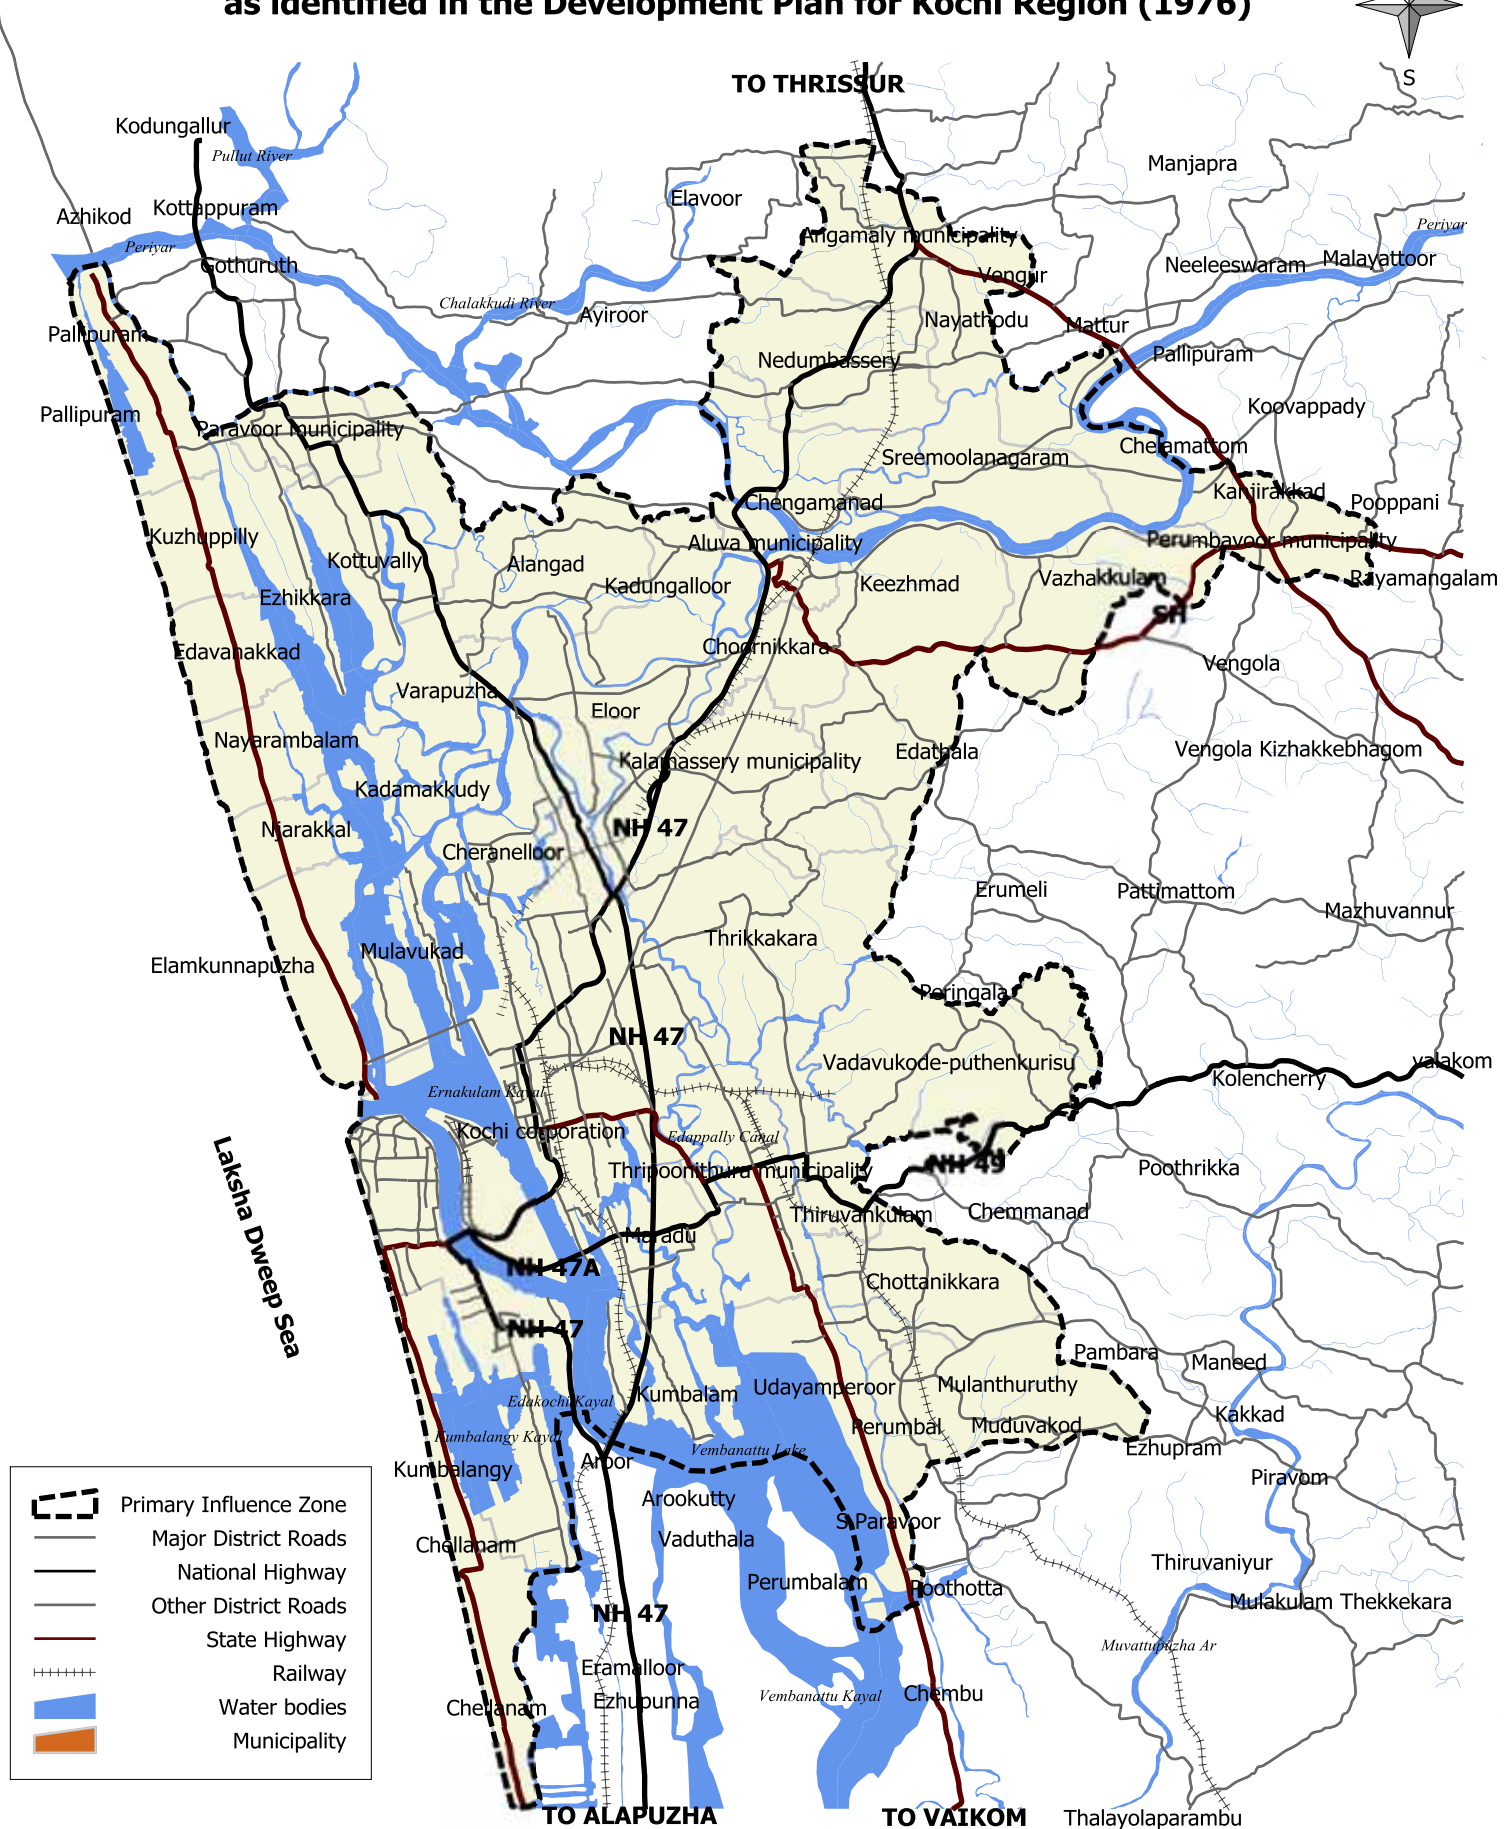 as identified in the Development Plan for Kochi Region (1976)
S
TO THRISSUR
Kodungallur
Pullut River
Manjapra
Elavoor
Kottappuram
Azhikod
Periyar
Angamaly municipality
Periyar
Gothuruth
Neeleeswaram
Malayattoor
Vengur
Chalakkudi River
Ayiroor
Nayathodu
Mattur
Pallipuram
Pallipuram
Nedumbassery
Koovappady
Pallipuram
Paravoor municipality
Chelamattom
Sreemoolanagaram
Kanjirakkad
Pooppani
Chengamanad
Kuzhuppilly
Aluva municipality
Perumbavoor municipality
Kottuvally
Alangad
Kadungalloor
Keezhmad
Vazhakkulam
Rayamangalam
Ezhikkara
SH
Edavanakkad
Choornikkara
Vengola
Varapuzha
Eloor
Nayarambalam
Edathala
Vengola Kizhakkebhagom
Kalamassery municipality
Kadamakkudy
Njarakkal
NH 47
Cheranelloor
Erumeli
Pattimattom
Mazhuvannur
Thrikkakara
Mulavukad
Elamkunnapuzha
Peringala
NH 47
Vadavukode-puthenkurisu
valakom
Kolencherry
Ernakulam Kayal
Kochi corporation
Edappally Canal
Laksha Dweep Sea
Thripoonithura municipality
NH 49
Poothrikka
Thiruvankulam
Chemmanad
Maradu
NH 47A
Chottanikkara
NH 47
Pambara
Maneed
Kumbalam
Udayamperoor
Mulanthuruthy
Edakochi Kayal
Kakkad
Perumbal
Muduvakod
Kumbalangy Kayal
Vembanattu Lake
Ezhupram
Kumbalangy
Aroor
Piravom
Arookutty
Primary Influence Zone
S.Paravoor
Major District Roads
Vaduthala
Chellanam
National Highway
Thiruvaniyur
Perumbalam
Poothotta
Other District Roads
Mulakulam Thekkekara
NH 47
State Highway
Muvattupuzha Ar
Railway
Eramalloor
Water bodies
Chellanam
Ezhupunna
Vembanattu Kayal
Chembu
Municipality
TO ALAPUZHA
TO VAIKOM
Thalayolaparambu